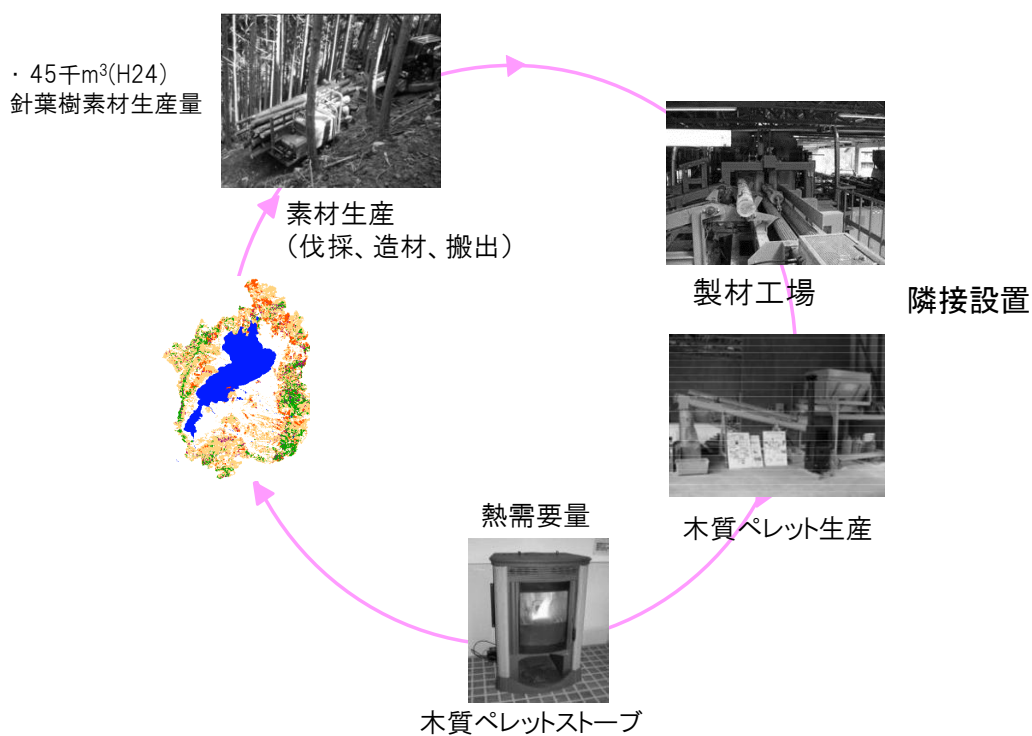 ・ 45千m³(H24)
針葉樹素材生産量
素材生産
（伐採、造材、搬出）
製材工場
隣接設置
木質ペレット生産
熱需要量
木質ペレットストーブ